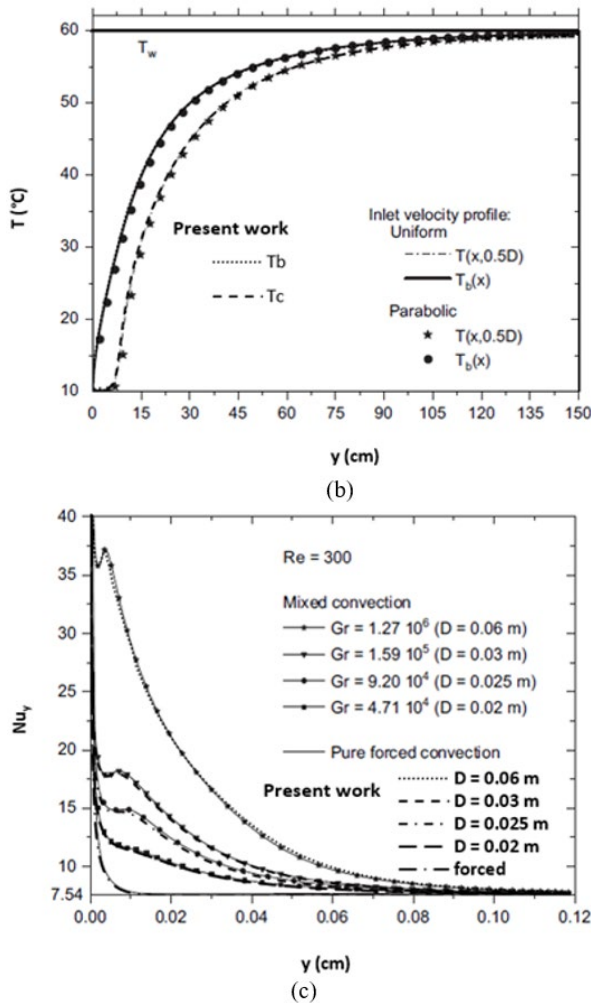 60
T_w
50
40
T (°C)
30
20
10
Present work
Tb
Tc
Inlet velocity profile:
Uniform
T(x,0.5D)
T_b(x)
Parabolic
T(x,0.5D)
T_b(x)
0 15 30 45 60 75 90 105 120 135 150
y (cm)
(b)
40
35
30
25
Nu_y
20
15
10
7.54
Re = 300
Mixed convection
Gr = 1.27 10^6 (D = 0.06 m)
Gr = 1.59 10^5 (D = 0.03 m)
Gr = 9.20 10^4 (D = 0.025 m)
Gr = 4.71 10^4 (D = 0.02 m)
Pure forced convection
Present work
D = 0.06 m
D = 0.03 m
D = 0.025 m
D = 0.02 m
forced
0.00 0.02 0.04 0.06 0.08 0.10 0.12
y (cm)
(c)